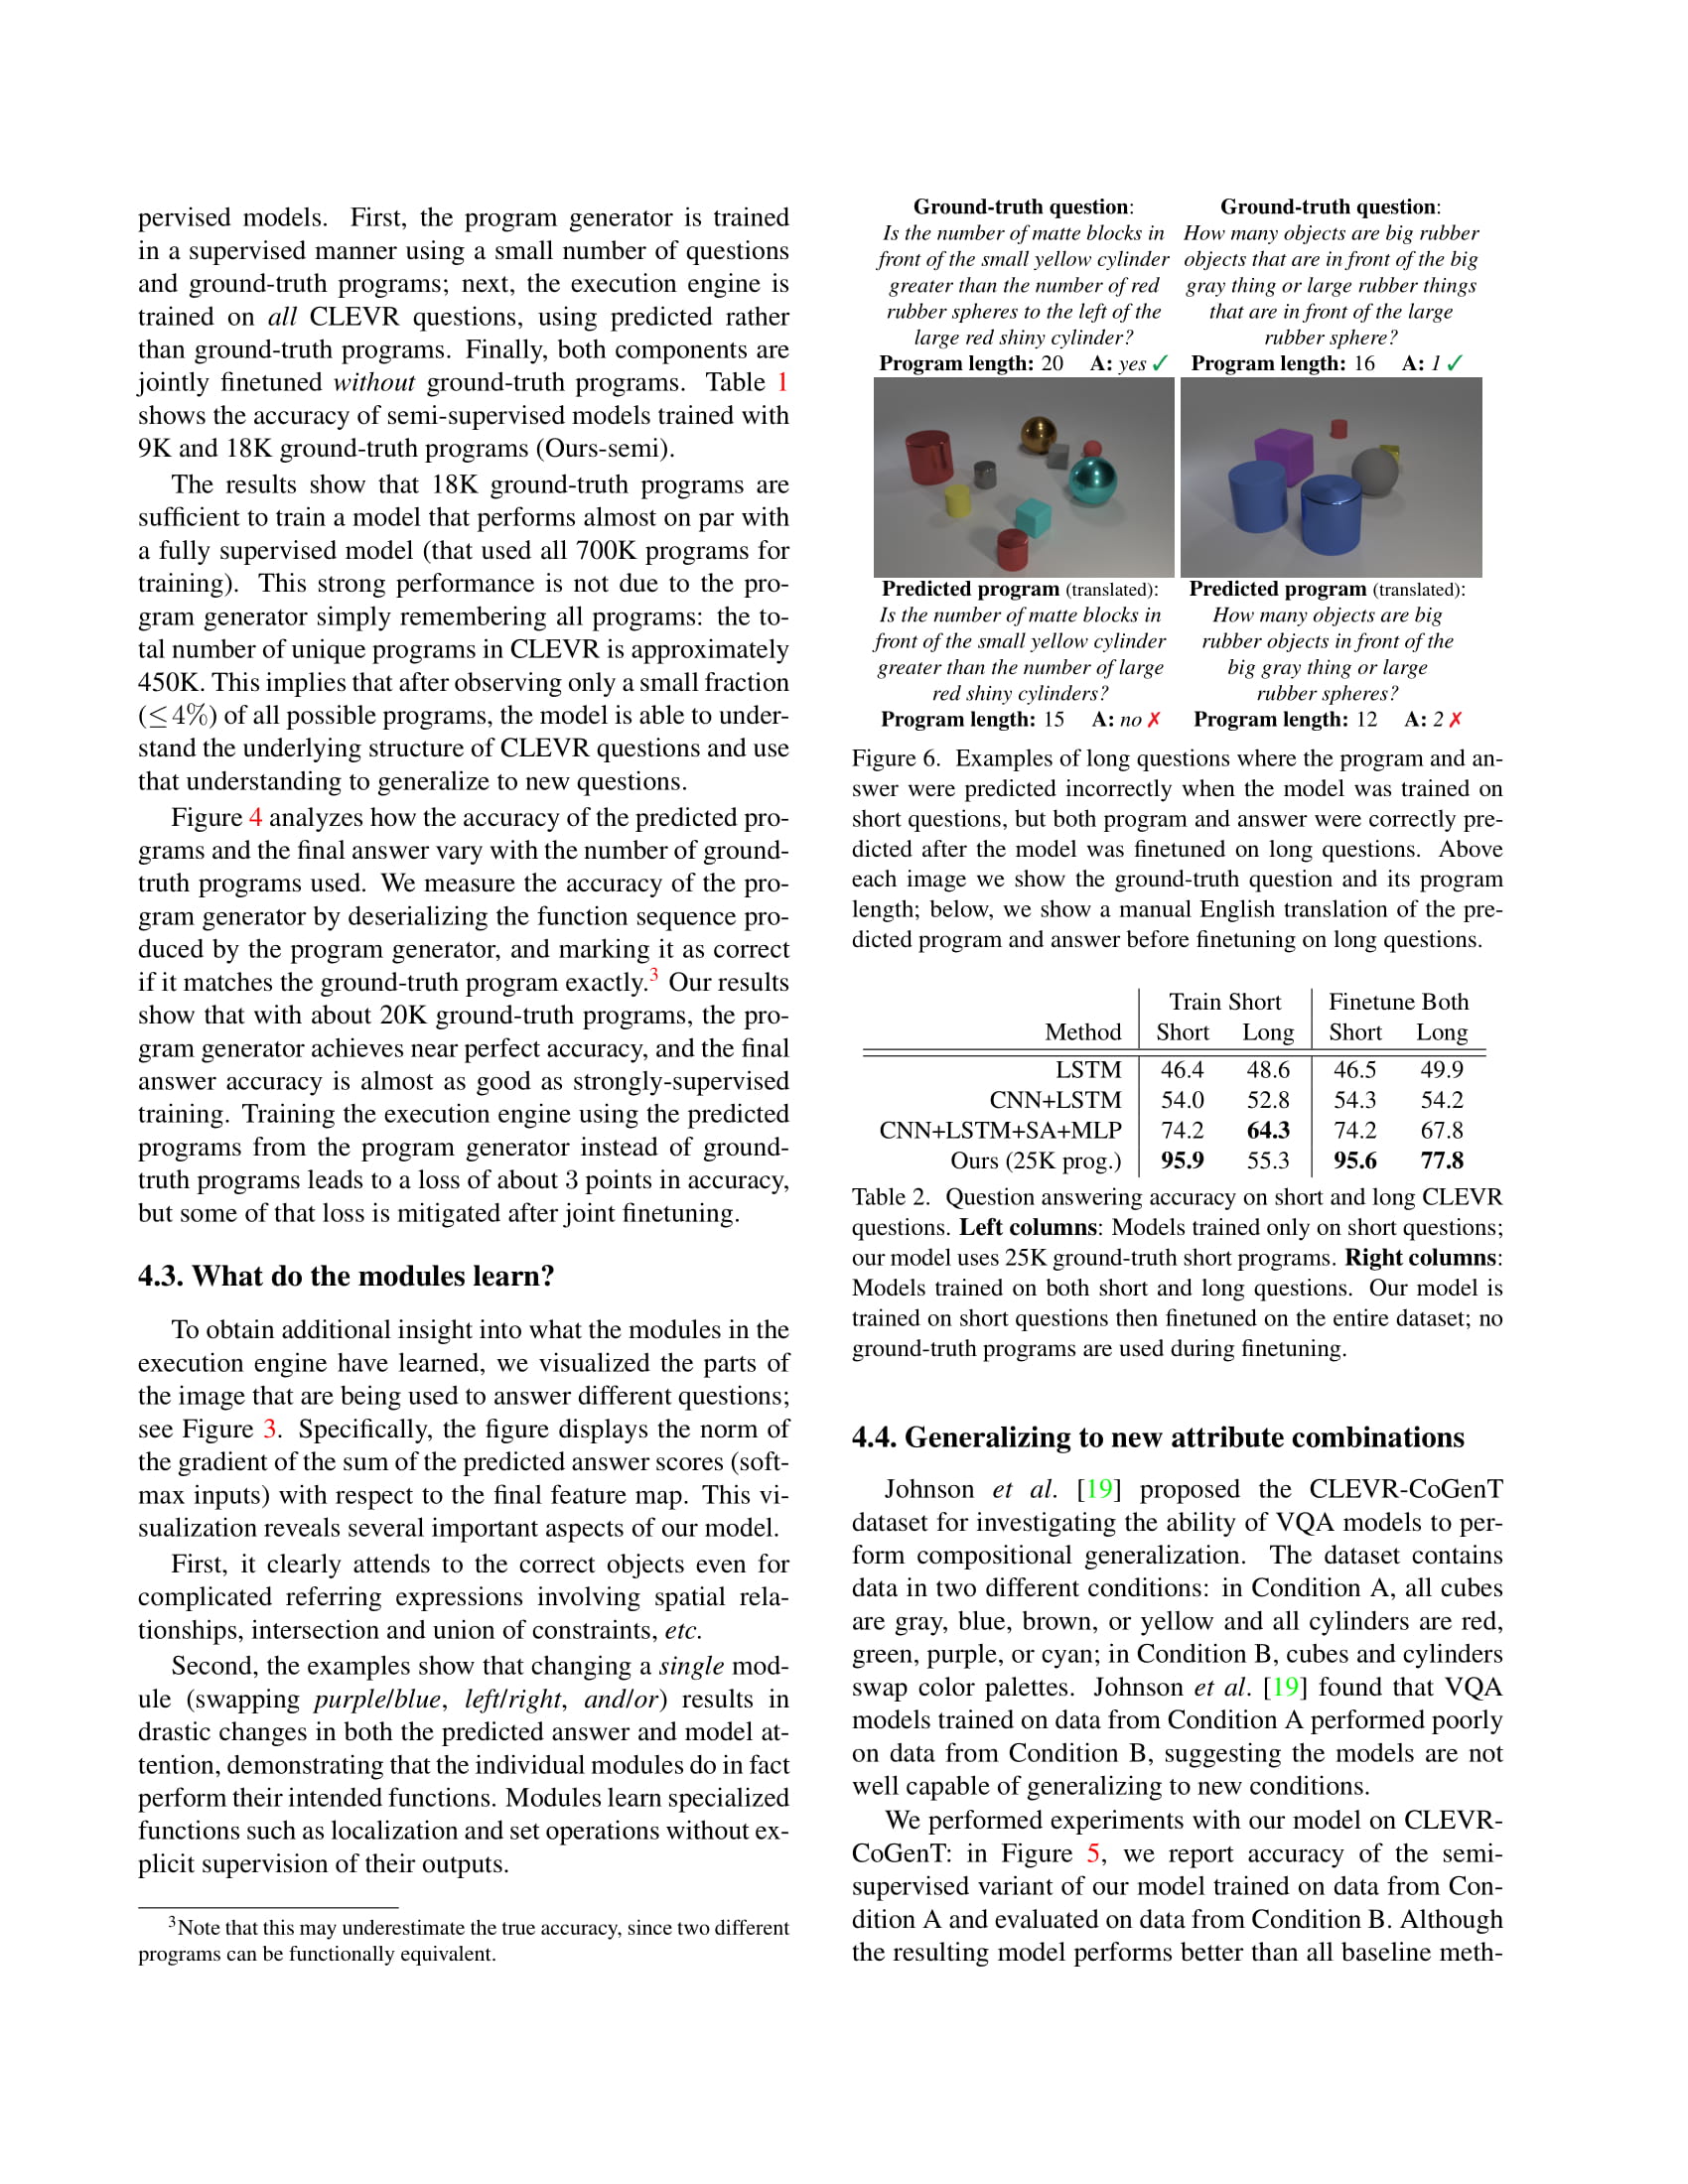 pervised models. First, the program generator is trained
in a supervised manner using a small number of questions
and ground-truth programs; next, the execution engine is
trained on all CLEVR questions, using predicted rather
than ground-truth programs. Finally, both components are
jointly finetuned without ground-truth programs. Table 1
shows the accuracy of semi-supervised models trained with
9K and 18K ground-truth programs (Ours-semi).
The results show that 18K ground-truth programs are
sufficient to train a model that performs almost on par with
a fully supervised model (that used all 700K programs for
training). This strong performance is not due to the pro-
gram generator simply remembering all programs: the to-
tal number of unique programs in CLEVR is approximately
450K. This implies that after observing only a small fraction
(≤ 4%) of all possible programs, the model is able to under-
stand the underlying structure of CLEVR questions and use
that understanding to generalize to new questions.
Figure 4 analyzes how the accuracy of the predicted pro-
grams and the final answer vary with the number of ground-
truth programs used. We measure the accuracy of the pro-
gram generator by deserializing the function sequence pro-
duced by the program generator, and marking it as correct
if it matches the ground-truth program exactly.3 Our results
show that with about 20K ground-truth programs, the pro-
gram generator achieves near perfect accuracy, and the final
answer accuracy is almost as good as strongly-supervised
training. Training the execution engine using the predicted
programs from the program generator instead of ground-
truth programs leads to a loss of about 3 points in accuracy,
but some of that loss is mitigated after joint finetuning.
4.3. What do the modules learn?
To obtain additional insight into what the modules in the
execution engine have learned, we visualized the parts of
the image that are being used to answer different questions;
see Figure 3. Specifically, the figure displays the norm of
the gradient of the sum of the predicted answer scores (soft-
max inputs) with respect to the final feature map. This vi-
sualization reveals several important aspects of our model.
First, it clearly attends to the correct objects even for
complicated referring expressions involving spatial rela-
tionships, intersection and union of constraints, etc.
Second, the examples show that changing a single mod-
ule (swapping purple/blue, left/right, and/or) results in
drastic changes in both the predicted answer and model at-
tention, demonstrating that the individual modules do in fact
perform their intended functions. Modules learn specialized
functions such as localization and set operations without ex-
plicit supervision of their outputs.
3Note that this may underestimate the true accuracy, since two different
programs can be functionally equivalent.
Ground-truth question:
Is the number of matte blocks in
front of the small yellow cylinder
greater than the number of red
rubber spheres to the left of the
large red shiny cylinder?
Program length: 20 A: yes ✓
Ground-truth question:
How many objects are big rubber
objects that are in front of the big
gray thing or large rubber things
that are in front of the large
rubber sphere?
Program length: 16 A: 1 ✓
Predicted program (translated):
Is the number of matte blocks in
front of the small yellow cylinder
greater than the number of large
red shiny cylinders?
Program length: 15 A: no ✗
Predicted program (translated):
How many objects are big
rubber objects in front of the
big gray thing or large
rubber spheres?
Program length: 12 A: 2 ✗
Figure 6. Examples of long questions where the program and an-
swer were predicted incorrectly when the model was trained on
short questions, but both program and answer were correctly pre-
dicted after the model was finetuned on long questions. Above
each image we show the ground-truth question and its program
length; below, we show a manual English translation of the pre-
dicted program and answer before finetuning on long questions.
Train Short Finetune Both
Method Short Long Short Long
LSTM 46.4 48.6 46.5 49.9
CNN+LSTM 54.0 52.8 54.3 54.2
CNN+LSTM+SA+MLP 74.2 64.3 74.2 67.8
Ours (25K prog.) 95.9 55.3 95.6 77.8
Table 2. Question answering accuracy on short and long CLEVR
questions. Left columns: Models trained only on short questions;
our model uses 25K ground-truth short programs. Right columns:
Models trained on both short and long questions. Our model is
trained on short questions then finetuned on the entire dataset; no
ground-truth programs are used during finetuning.
4.4. Generalizing to new attribute combinations
Johnson et al. [19] proposed the CLEVR-CoGenT
dataset for investigating the ability of VQA models to per-
form compositional generalization. The dataset contains
data in two different conditions: in Condition A, all cubes
are gray, blue, brown, or yellow and all cylinders are red,
green, purple, or cyan; in Condition B, cubes and cylinders
swap color palettes. Johnson et al. [19] found that VQA
models trained on data from Condition A performed poorly
on data from Condition B, suggesting the models are not
well capable of generalizing to new conditions.
We performed experiments with our model on CLEVR-
CoGenT: in Figure 5, we report accuracy of the semi-
supervised variant of our model trained on data from Con-
dition A and evaluated on data from Condition B. Although
the resulting model performs better than all baseline meth-